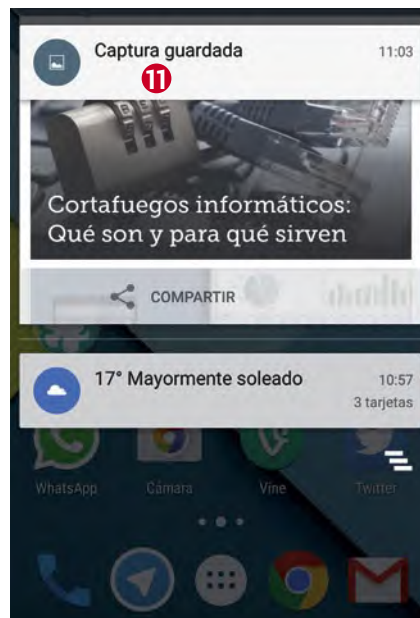 Captura guardada
11:03
11
Cortafuegos informáticos:
Qué son y para qué sirven
COMPARTIR
17° Mayormente soleado
10:57
3 tarjetas
WhatsApp
Cámara
Vine
Twitter